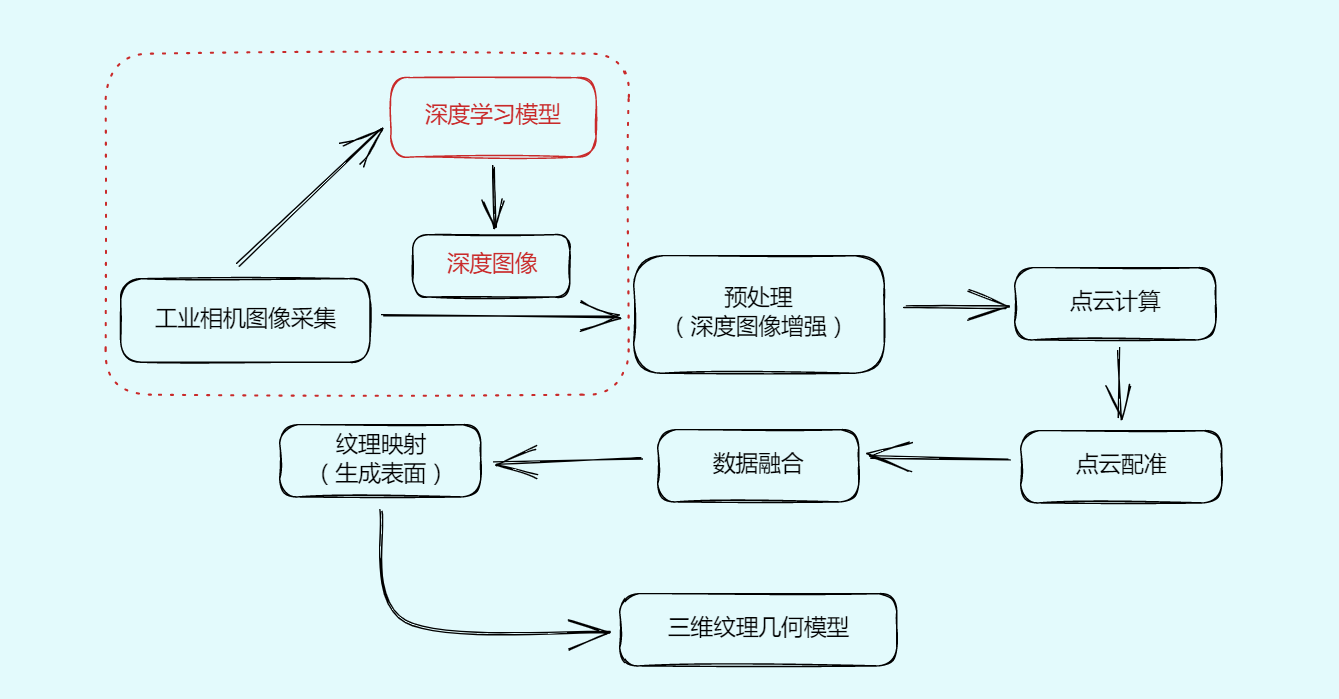 深度学习模型
深度图像
工业相机图像采集
预处理
（深度图像增强）
点云计算
纹理映射
（生成表面）
数据融合
点云配准
三维纹理几何模型